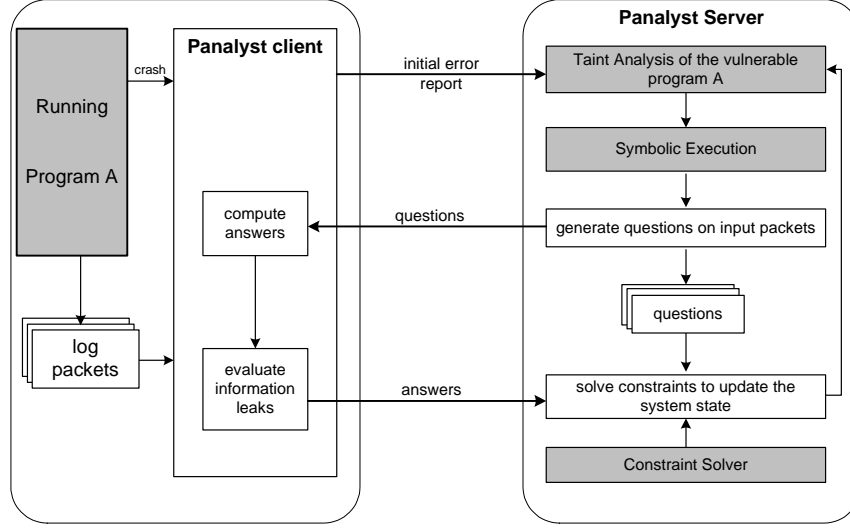 Panalyst Server
Panalyst client
crash
initial error
report
Taint Analysis of the vulnerable
program A
Running
Program A
Symbolic Execution
compute
answers
questions
generate questions on input packets
questions
log
packets
evaluate
information
leaks
answers
solve constraints to update the
system state
Constraint Solver